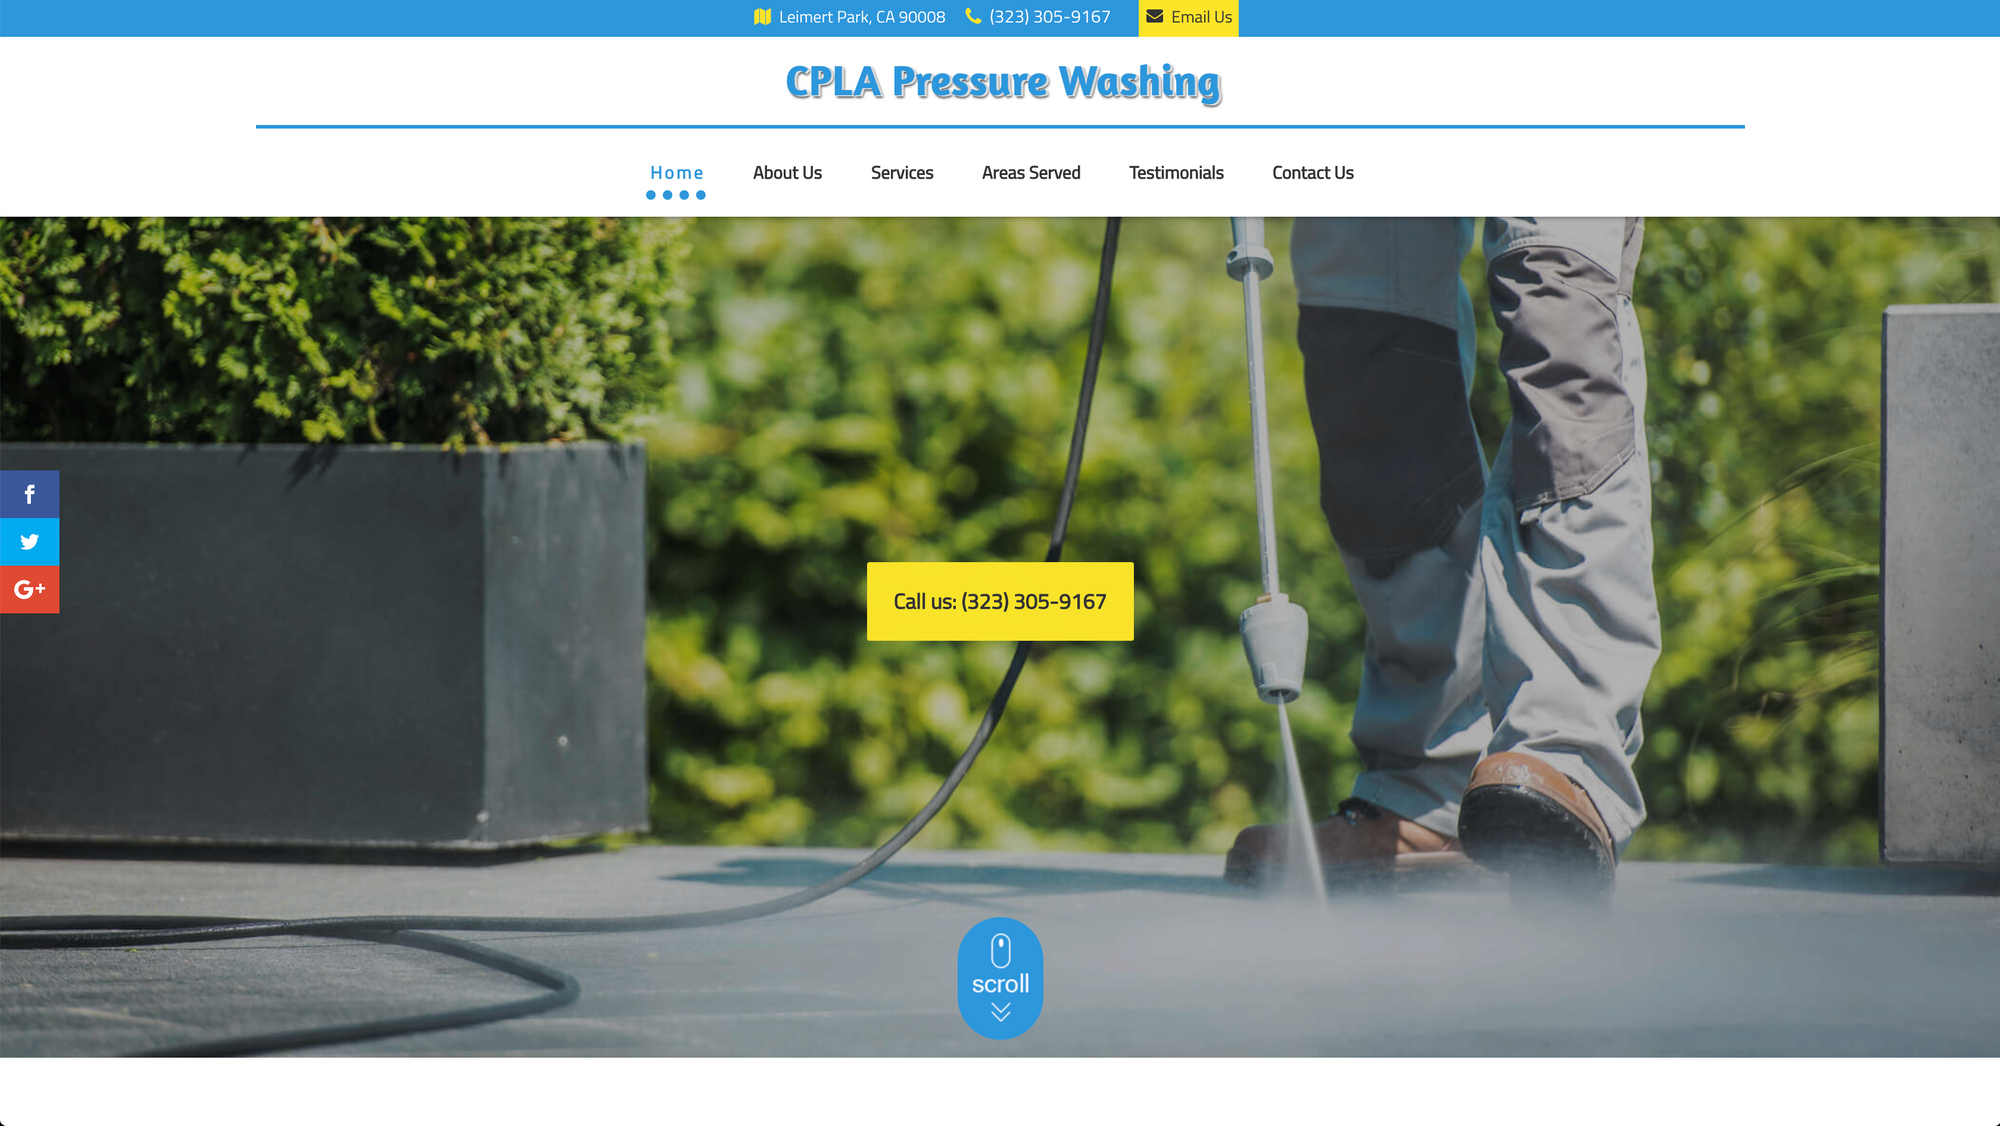 Leimert Park, CA 90008 (323) 305-9167 Email Us
CPLA Pressure Washing
Home About Us Services Areas Served Testimonials Contact Us
f
G+
Call us: (323) 305-9167
scroll